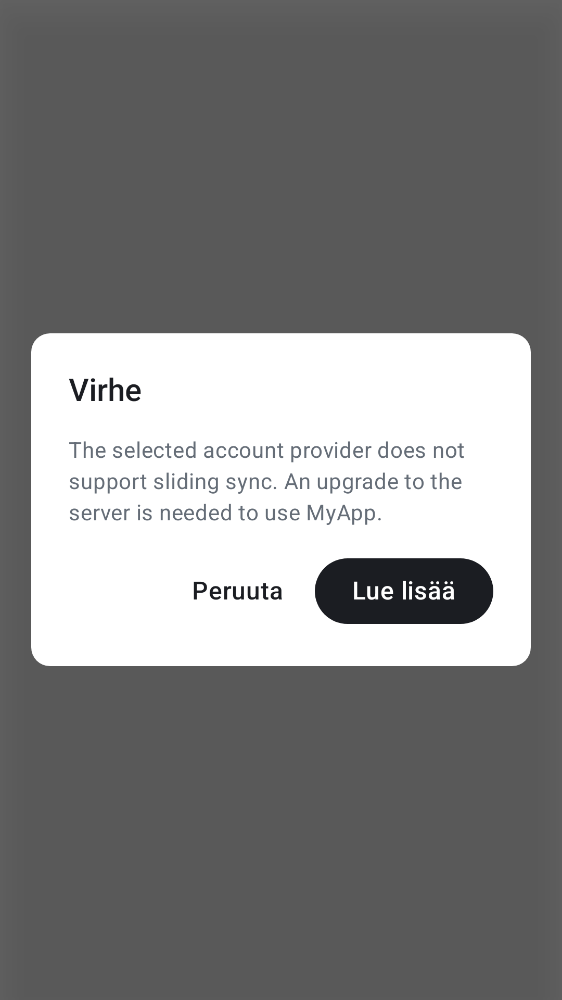 Virhe
The selected account provider does not
support sliding sync. An upgrade to the
server is needed to use MyApp.
Peruuta
Lue lisää